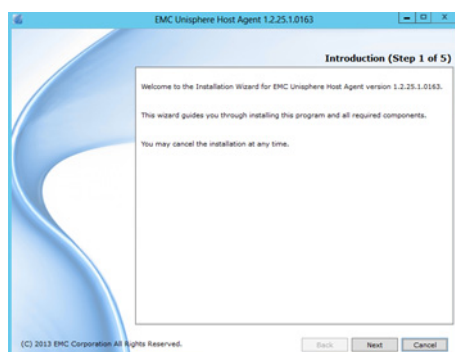 EMC Unisphere Host Agent 1.2.25.1.0163
Introduction (Step 1 of 5)
Welcome to the Installation Wizard for EMC Unisphere Host Agent version 1.2.25.1.0163.
This wizard guides you through installing this program and all required components.
You may cancel the installation at any time.
(C) 2013 EMC Corporation All Rights Reserved.
Back Next Cancel